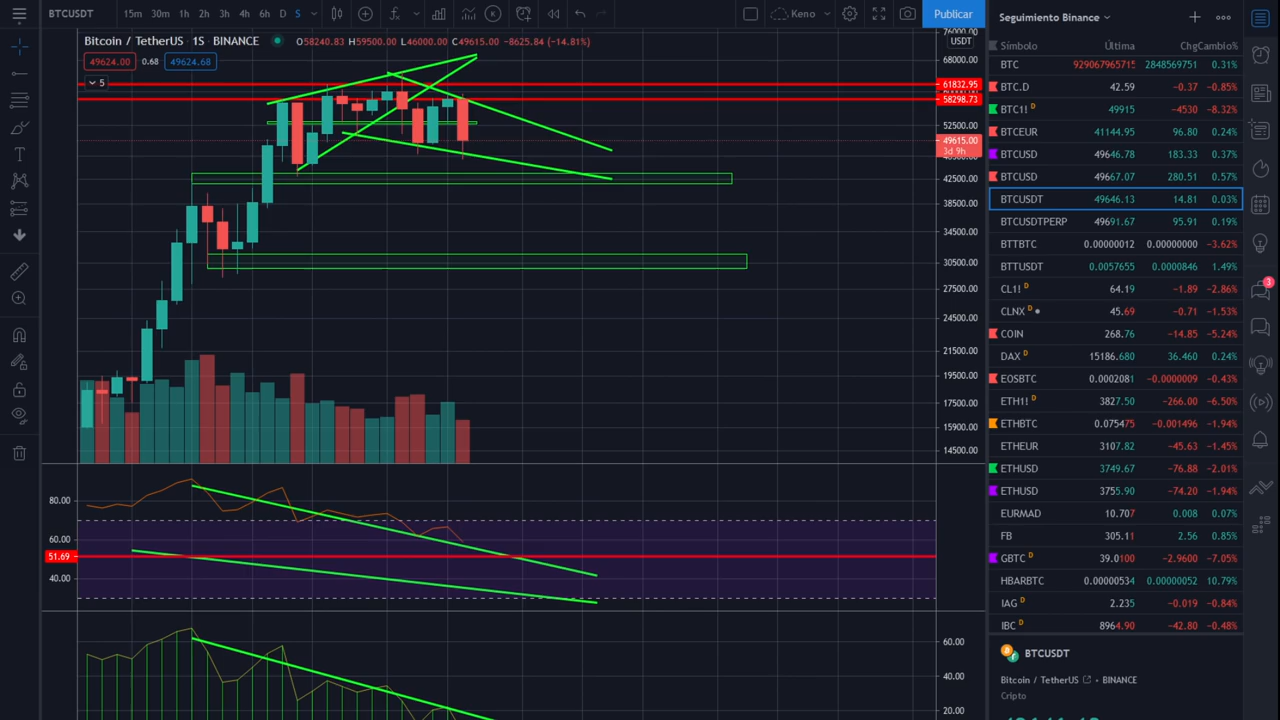 BTCUSDT 15m 30m 1h 2h 3h 4h 6h D S Keno Publicar
Bitcoin / TetherUS 1S BINANCE O58240.83 H59500.00 L46000.00 C49615.00 -8625.84 (-14.81%)
49624.00 0.68 49624.68
5
76000.00
USDT
68000.00
61832.95
58298.73
52500.00
49615.00
3d 9h
42500.00
38500.00
34500.00
30500.00
27500.00
24500.00
21500.00
19500.00
17500.00
15900.00
14500.00
80.00
60.00
51.69
40.00
60.00
40.00
20.00
Seguimiento Binance
Símbolo Última Chg Cambio%
BTC 929067965715 2848569751 0.31%
BTC.D 42.59 -0.37 -0.85%
BTC1! D 49915 -4530 -8.32%
BTCEUR 41144.95 96.80 0.24%
BTCUSD 49646.78 183.33 0.37%
BTCUSD 49667.07 280.51 0.57%
BTCUSDT 49646.13 14.81 0.03%
BTCUSDTPERP 49691.67 95.91 0.19%
BTTBTC 0.00000012 0.00000000 -3.62%
BTTUSDT 0.0057655 0.0000846 1.49%
CL1! D 64.19 -1.89 -2.86%
CLNX D 45.69 -0.71 -1.53%
COIN 268.76 -14.85 -5.24%
DAX D 15186.680 36.460 0.24%
EOSBTC 0.0002081 -0.0000009 -0.43%
ETH1! D 3827.50 -266.00 -6.50%
ETHBTC 0.075475 -0.001496 -1.94%
ETHEUR 3107.82 -45.63 -1.45%
ETHUSD 3749.67 -76.88 -2.01%
ETHUSD 3755.90 -74.20 -1.94%
EURMAD 10.707 0.008 0.07%
FB 305.11 2.56 0.85%
GBTC D 39.0100 -2.9600 -7.05%
HBARBTC 0.00000534 0.00000052 10.79%
IAG D 2.235 -0.019 -0.84%
IBC D 8964.90 -42.80 -0.48%
BTCUSDT
Bitcoin / TetherUS • BINANCE
Cripto
3